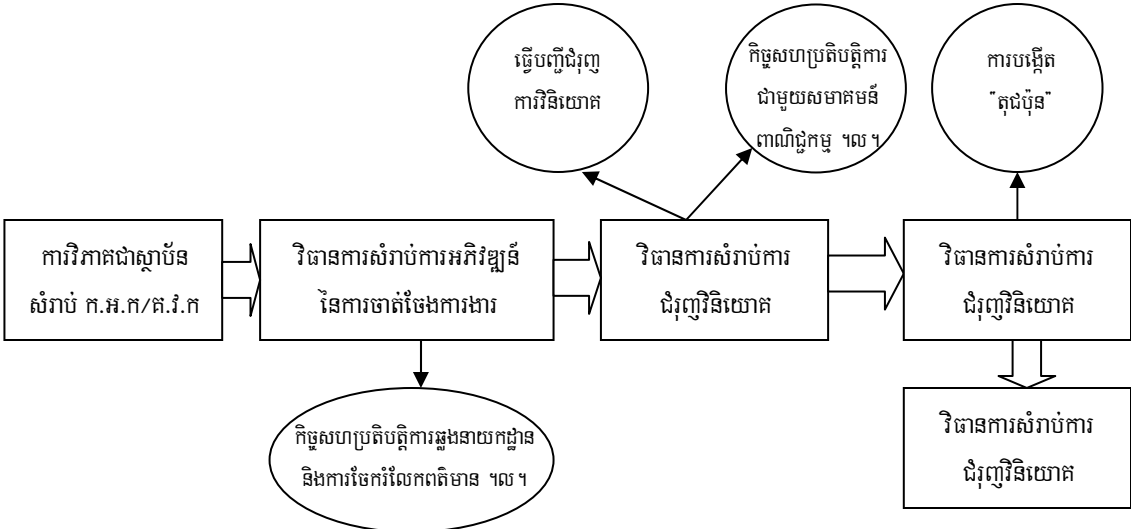 ធ្វើបញ្ជីជំរុញ
ការវិនិយោគ
កិច្ចសហប្រតិបត្តិការ
ជាមួយសមាគមន៍
ពាណិជ្ជកម្ម ។ល។
ការបង្កើត
"តុជប៉ុន"
ការវិភាគជាស្ថាប័ន
សំរាប់ ក.អ.ក/គ.វ.ក
វិធានការសំរាប់ការអភិវឌ្ឍន៍
នៃការចាត់ចែងការងារ
វិធានការសំរាប់ការ
ជំរុញវិនិយោគ
វិធានការសំរាប់ការ
ជំរុញវិនិយោគ
កិច្ចសហប្រតិបត្តិការឆ្លងនាយកដ្ឋាន
និងការចែករំលែកពត៌មាន ។ល។
វិធានការសំរាប់ការ
ជំរុញវិនិយោគ